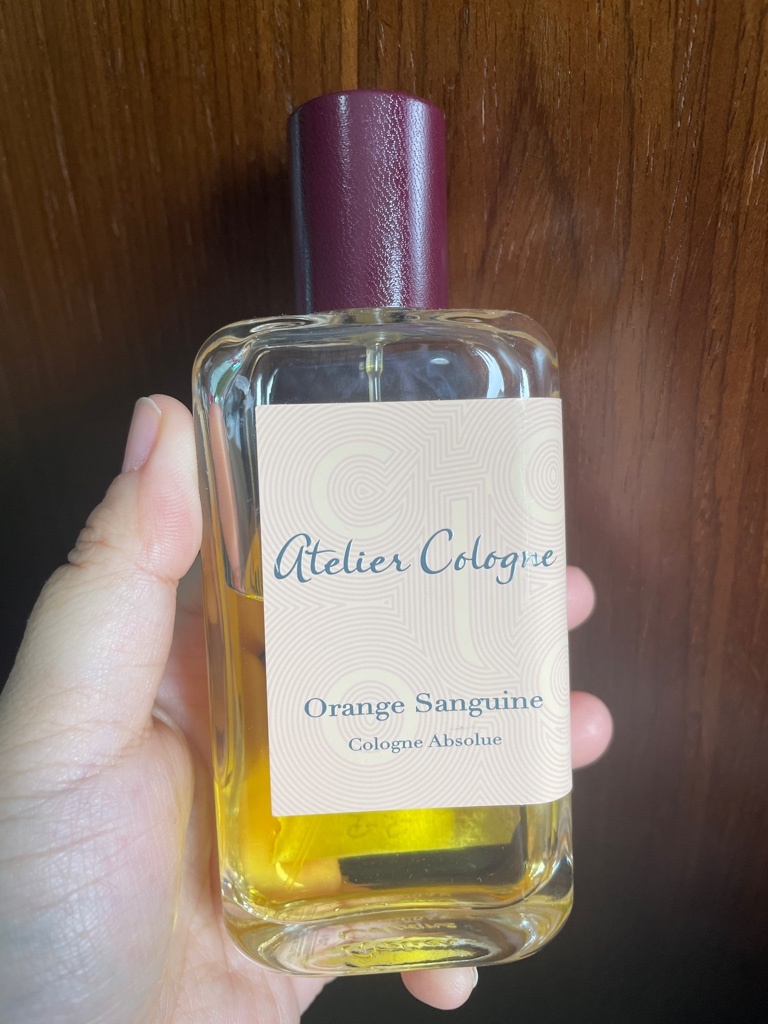 Atelier Cologne
Orange Sanguine
Cologne Absolue